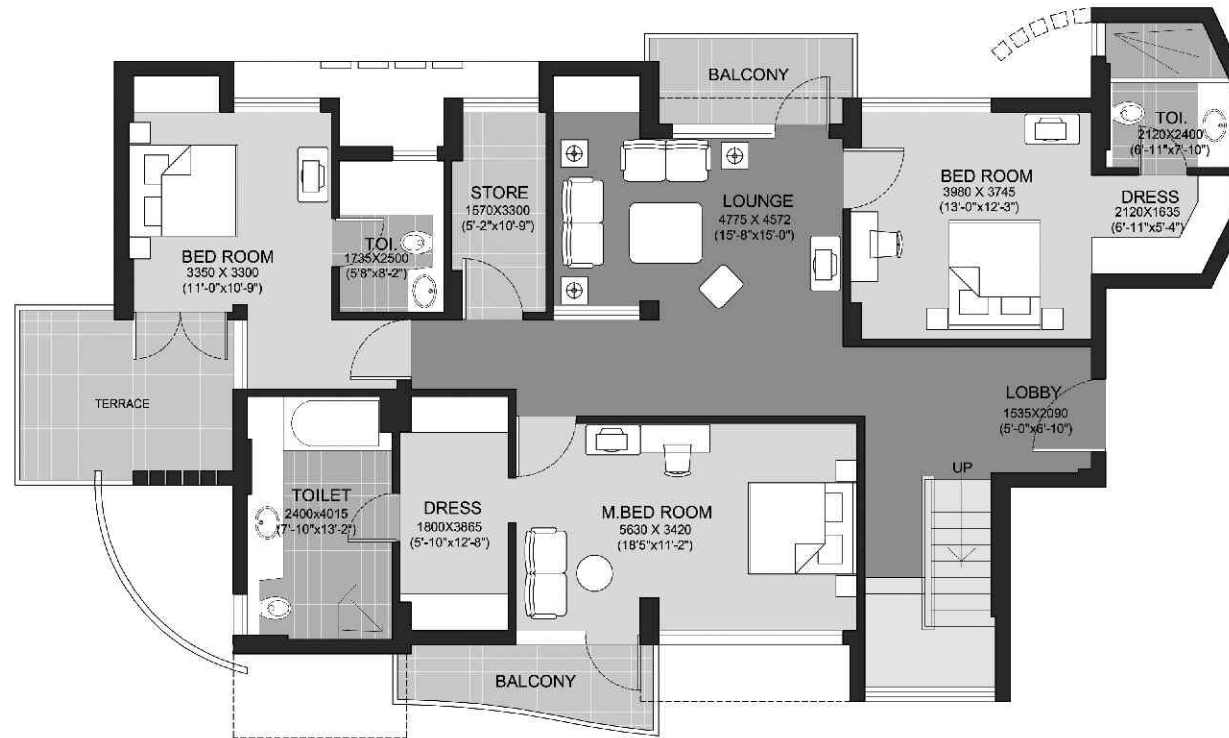 BALCONY
TOI.
2120X2400
(6'-11"x7'-10")
BED ROOM
3980 X 3745
(13'-0"x12'-3")
DRESS
2120X1635
(6'-11"x5'-4")
STORE
1570X3300
(5'-2"x10'-9")
LOUNGE
4775 X 4572
(15'-8"x15'-0")
TOI.
1735X2500
(5'8"x8'-2")
BED ROOM
3350 X 3300
(11'-0"x10'-9")
TERRACE
LOBBY
1535X2090
(5'-0"x6'-10")
UP
TOILET
2400x4015
(7'-10"x13'-2")
DRESS
1800X3865
(5'-10"x12'-8")
M.BED ROOM
5630 X 3420
(18'5"x11'-2")
BALCONY